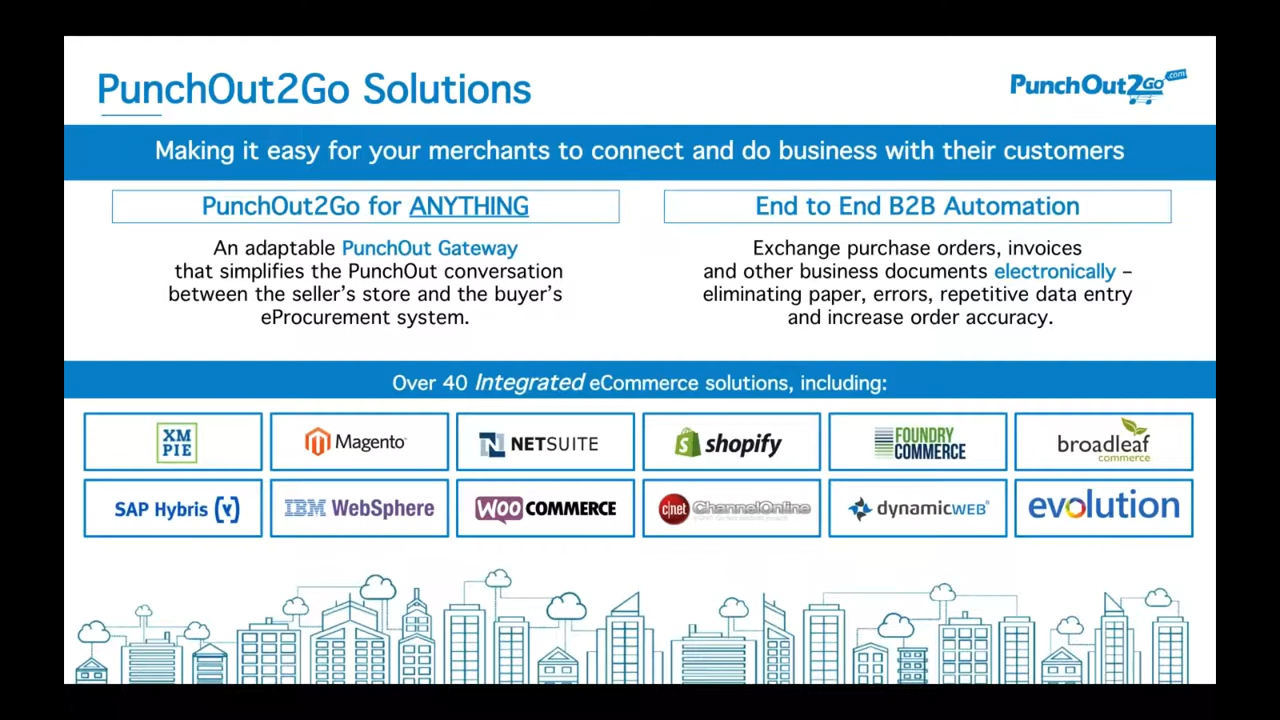 PunchOut2Go Solutions
PunchOut2Go.com
Making it easy for your merchants to connect and do business with their customers
PunchOut2Go for ANYTHING
An adaptable PunchOut Gateway
that simplifies the PunchOut conversation
between the seller's store and the buyer's
eProcurement system.
End to End B2B Automation
Exchange purchase orders, invoices
and other business documents electronically –
eliminating paper, errors, repetitive data entry
and increase order accuracy.
Over 40 Integrated eCommerce solutions, including:
XM
PIE
Magento
NETSUITE
shopify
FOUNDRY
COMMERCE
broadleaf
commerce
SAP Hybris
IBM WebSphere
WOO COMMERCE
c|net ChannelOnline
dynamicWEB
evolution